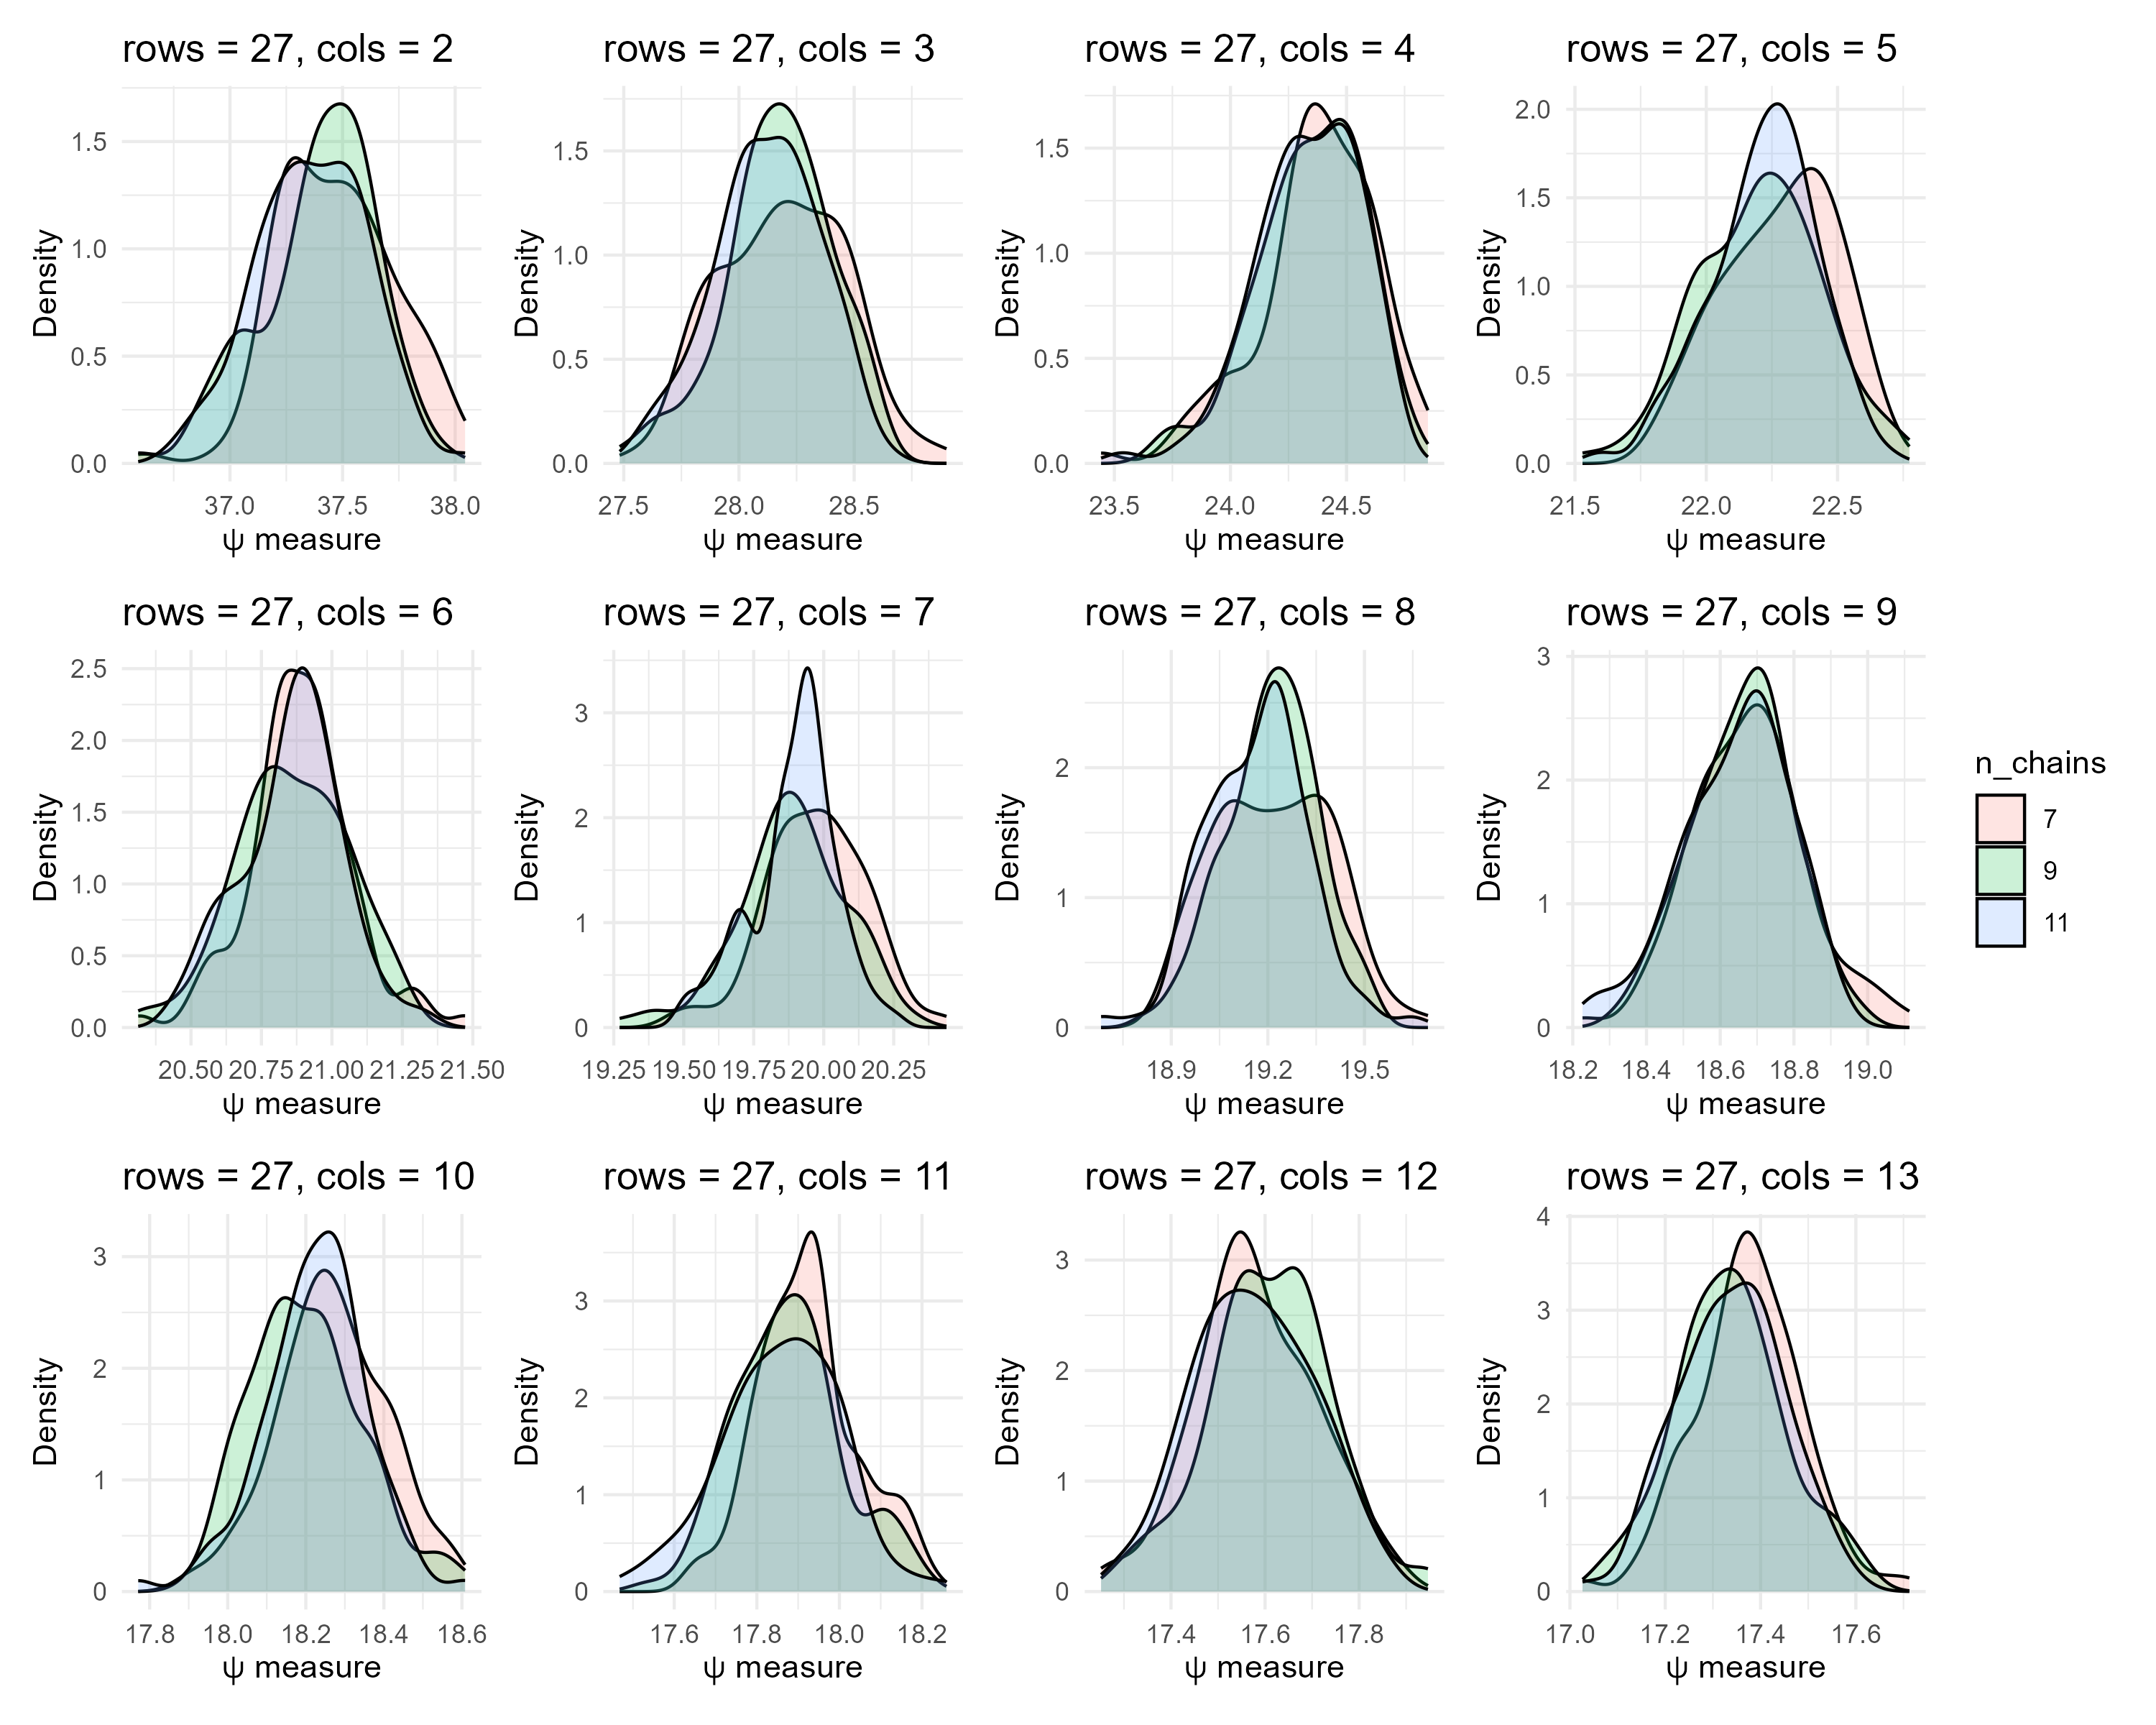 rows = 27, cols = 2
1.5
1.0
0.5
0.0
Density
37.0 37.5 38.0
ψ measure
rows = 27, cols = 3
1.5
1.0
0.5
0.0
Density
27.5 28.0 28.5
ψ measure
rows = 27, cols = 4
1.5
1.0
0.5
0.0
Density
23.5 24.0 24.5
ψ measure
rows = 27, cols = 5
2.0
1.5
1.0
0.5
0.0
Density
21.5 22.0 22.5
ψ measure
rows = 27, cols = 6
2.5
2.0
1.5
1.0
0.5
0.0
Density
20.50 20.75 21.00 21.25 21.50
ψ measure
rows = 27, cols = 7
3
2
1
0
Density
19.25 19.50 19.75 20.00 20.25
ψ measure
rows = 27, cols = 8
2
1
0
Density
18.9 19.2 19.5
ψ measure
rows = 27, cols = 9
3
2
1
0
Density
18.2 18.4 18.6 18.8 19.0
ψ measure
n_chains
7
9
11
rows = 27, cols = 10
3
2
1
0
Density
17.8 18.0 18.2 18.4 18.6
ψ measure
rows = 27, cols = 11
3
2
1
0
Density
17.6 17.8 18.0 18.2
ψ measure
rows = 27, cols = 12
3
2
1
0
Density
17.4 17.6 17.8
ψ measure
rows = 27, cols = 13
4
3
2
1
0
Density
17.0 17.2 17.4 17.6
ψ measure